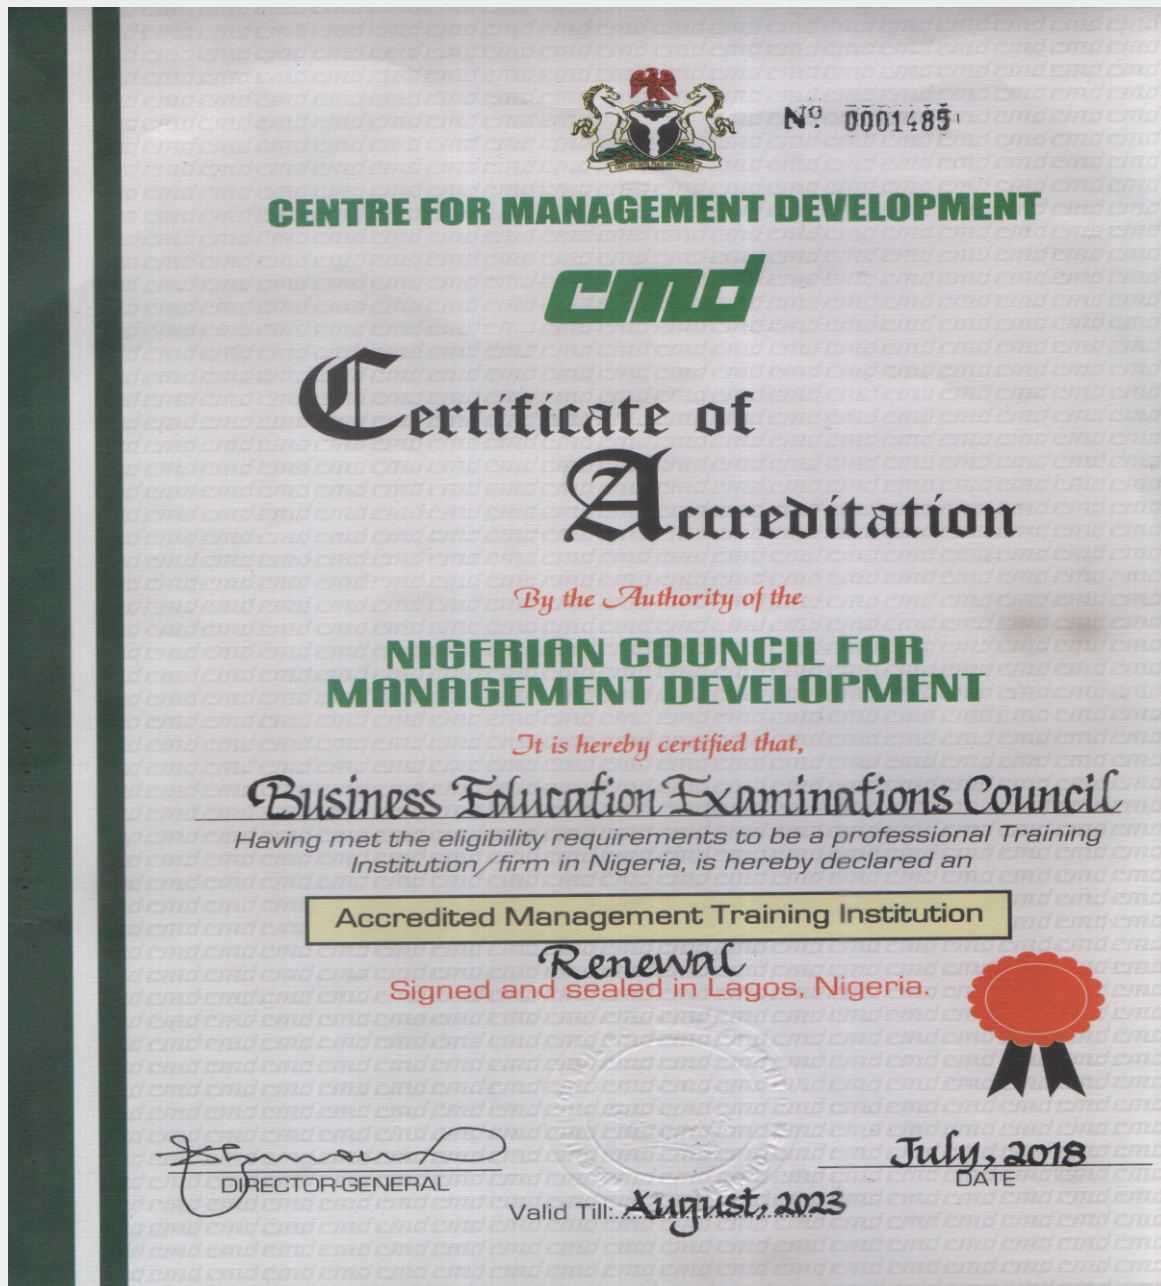 Nº 0001485
CENTRE FOR MANAGEMENT DEVELOPMENT
cmd
Certificate of
Accreditation
By the Authority of the
NIGERIAN COUNCIL FOR
MANAGEMENT DEVELOPMENT
It is hereby certified that,
Business Education Examinations Council
Having met the eligibility requirements to be a professional Training
Institution/firm in Nigeria, is hereby declared an
Accredited Management Training Institution
Renewal
Signed and sealed in Lagos, Nigeria.
July, 2018
DIRECTOR-GENERAL
DATE
Valid Till: August, 2023